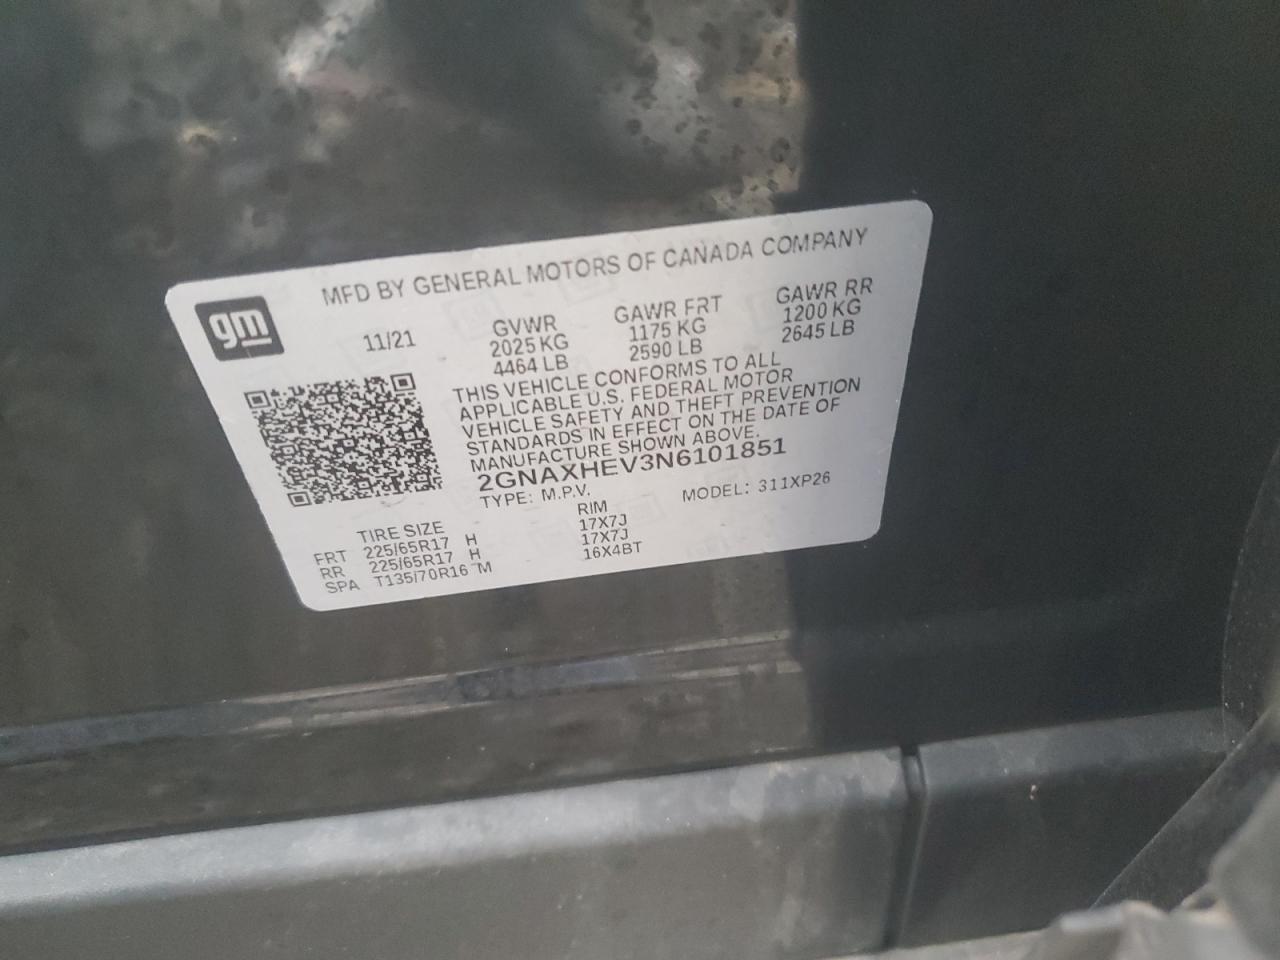 MFD BY GENERAL MOTORS OF CANADA COMPANY
gm
11/21
GVWR
2025 KG
4464 LB
GAWR FRT
1175 KG
2590 LB
GAWR RR
1200 KG
2645 LB
THIS VEHICLE CONFORMS TO ALL
APPLICABLE U.S. FEDERAL MOTOR
VEHICLE SAFETY AND THEFT PREVENTION
STANDARDS IN EFFECT ON THE DATE OF
MANUFACTURE SHOWN ABOVE.
2GNAXHEV3N6101851
TYPE: M.P.V. MODEL: 311XP26
TIRE SIZE RIM
FRT 225/65R17 H 17X7J
RR 225/65R17 H 17X7J
SPA T135/70R16 M 16X4BT